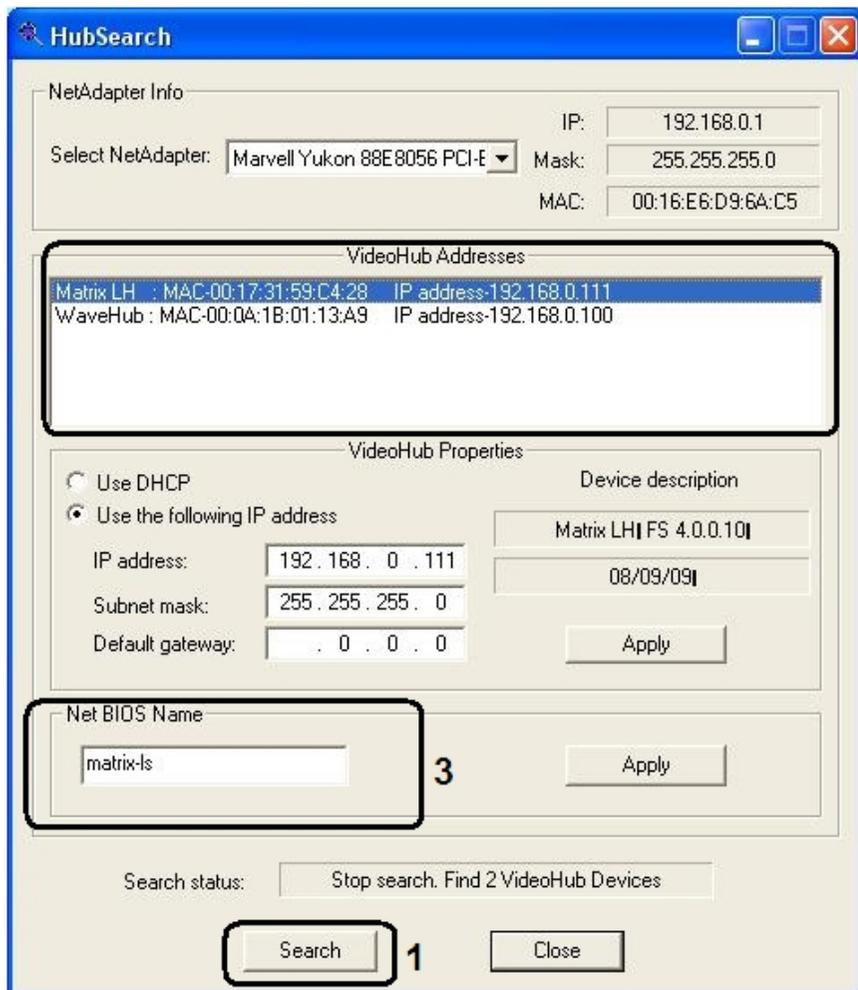 HubSearch
NetAdapter Info
IP: 192.168.0.1
Select NetAdapter: Marvell Yukon 88E8056 PCI-E Mask: 255.255.255.0
MAC: 00:16:E6:D9:6A:C5
VideoHub Addresses
Matrix LH : MAC-00:17:31:59:C4:28 IP address-192.168.0.111
WaveHub : MAC-00:0A:1B:01:13:A9 IP address-192.168.0.100
VideoHub Properties
Use DHCP
Device description
Use the following IP address
Matrix LH FS 4.0.0.10
IP address: 192 . 168 . 0 . 111
08/09/09
Subnet mask: 255 . 255 . 255 . 0
Default gateway: . 0 . 0 . 0
Apply
Net BIOS Name
matrix-ls
3
Apply
Search status: Stop search. Find 2 VideoHub Devices
Search 1 Close